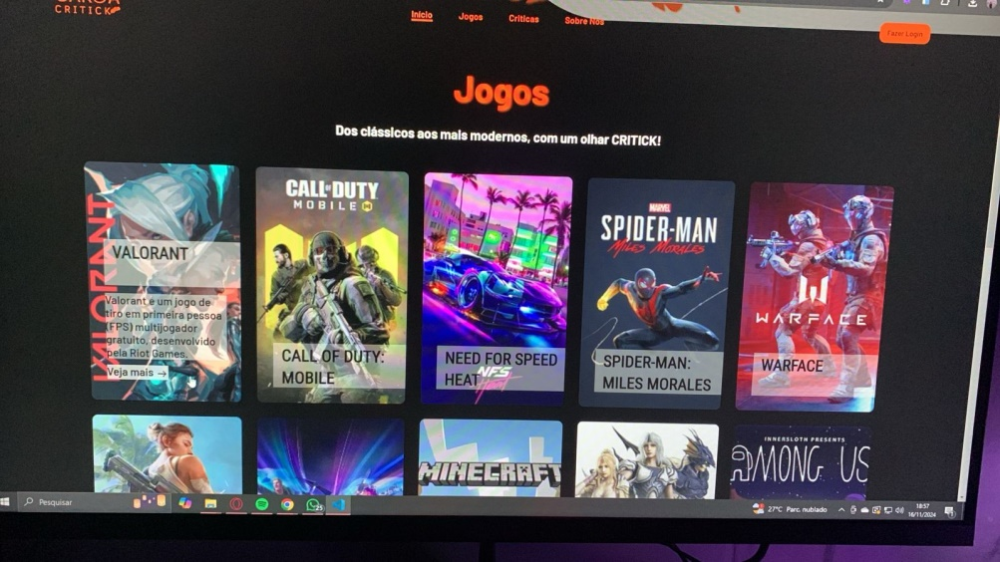 CRITICK
Inicio
Jogos
Criticas
Sobre Nós
Fazer Login
Jogos
Dos clássicos aos mais modernos, com um olhar CRITICK!
VALORANT
VALORANT
Valorant é um jogo de
tiro em primeira pessoa
(FPS) multijogador
gratuito, desenvolvido
pela Riot Games.
Veja mais →
CALL OF DUTY
MOBILE
CALL OF DUTY:
MOBILE
NEED FOR SPEED
HEAT
NFS
Heat
MARVEL
SPIDER-MAN
MILES MORALES
SPIDER-MAN:
MILES MORALES
WARFACE
WARFACE
MINECRAFT
INNERSLOTH PRESENTS
AMONG US
Pesquisar
25
27°C Parc. nublado
18:57
16/11/2024